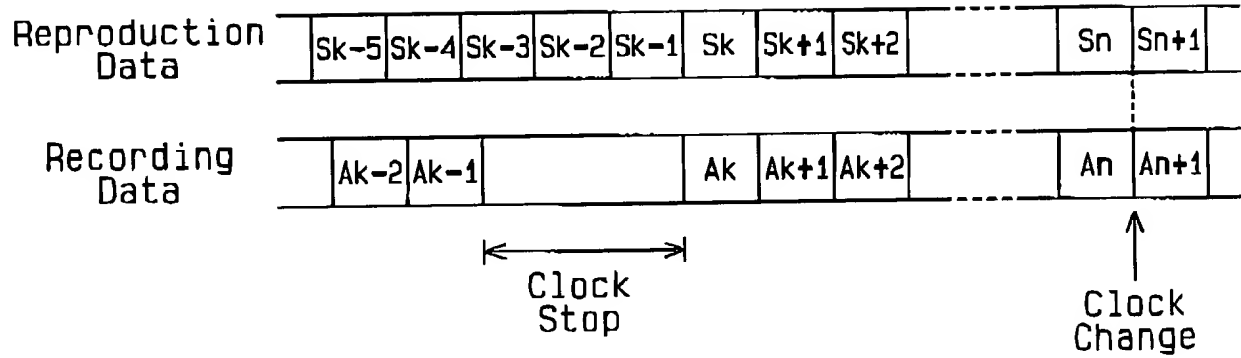 Reproduction
Data
Sk-5 Sk-4 Sk-3 Sk-2 Sk-1 Sk Sk+1 Sk+2 Sn Sn+1
Recording
Data
Ak-2 Ak-1 Ak Ak+1 Ak+2 An An+1
Clock
Stop
Clock
Change